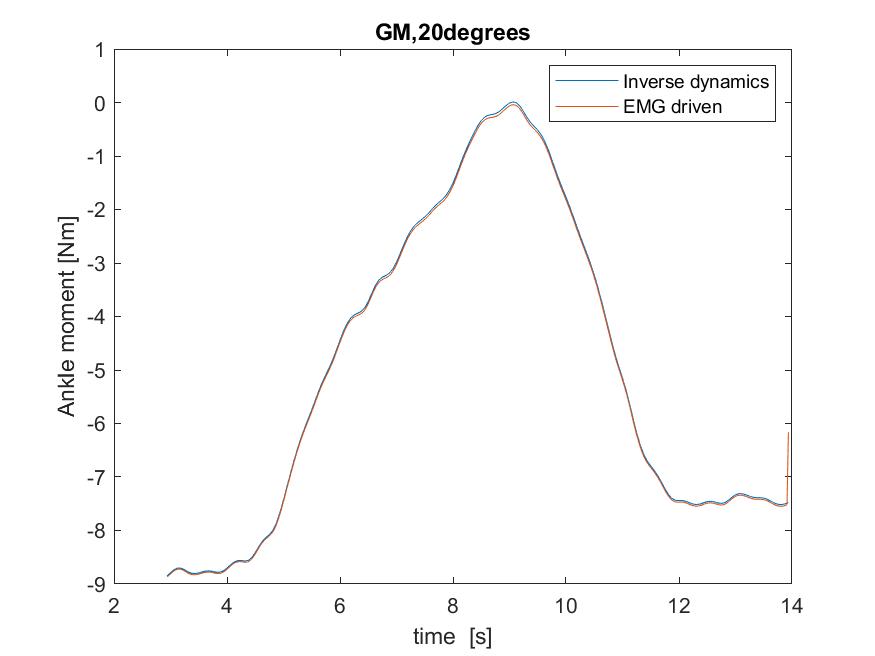 GM,20degrees
Inverse dynamics
EMG driven
1
0
-1
-2
-3
-4
-5
-6
-7
-8
-9
Ankle moment [Nm]
2 4 6 8 10 12 14
time [s]